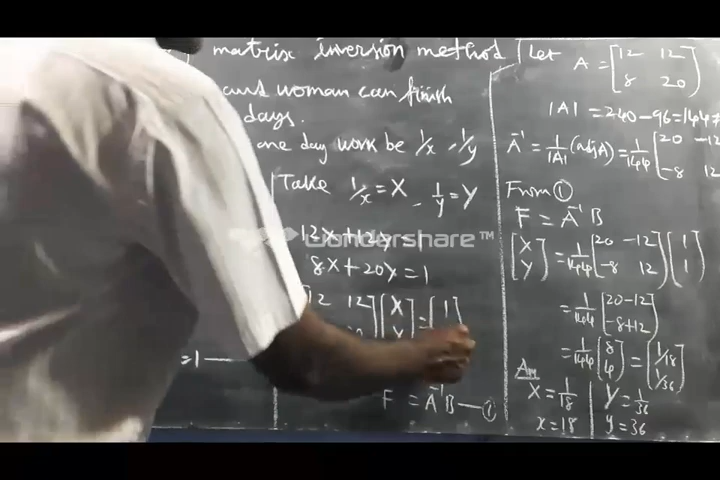 matrix inversion method
and woman can finish
days.
one day work be 1/x, 1/y
Take 1/x = X, 1/y = Y
12X+12Y=1
8X+20Y=1
12 12][X = [1
=1
F = A⁻¹B — ①
Let A = [12 12
8 20]
|A| = 240-96=144≠
A⁻¹ = 1/|A| (adj A) = 1/144 [20 -12
-8 12
From ①
F = A⁻¹B
[X
Y] = 1/144 [20 -12
-8 12] [1
1]
= 1/144 [20-12
-8+12]
= 1/144 [8
4] = [1/18
1/36]
Ans
X = 1/18 | Y = 1/36
x=18 | y=36
wondershare™